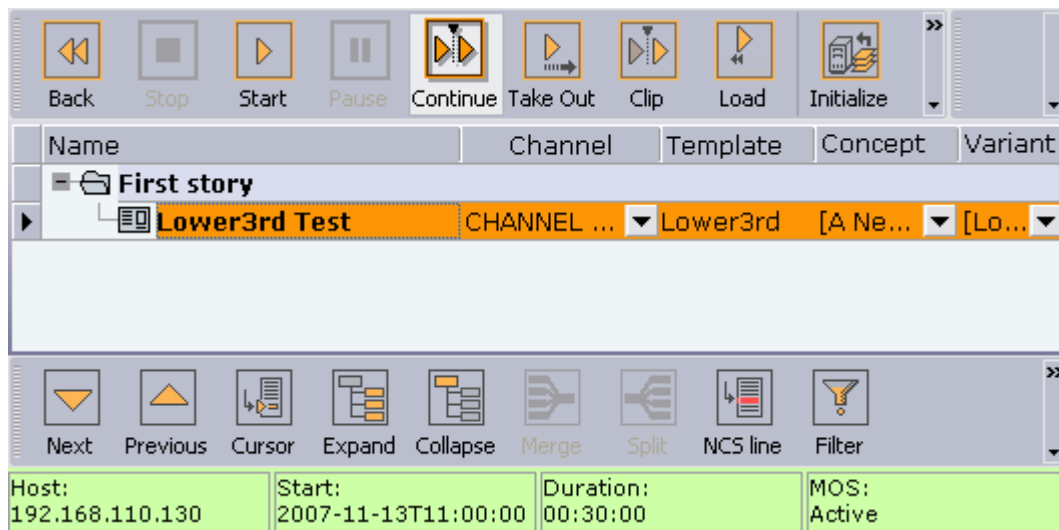 Back Stop Start Pause Continue Take Out Clip Load Initialize
Name Channel Template Concept Variant
First story
Lower3rd Test CHANNEL ... Lower3rd [A Ne... [Lo...
Next Previous Cursor Expand Collapse Merge Split NCS line Filter
Host: Start: Duration: MOS:
192.168.110.130 2007-11-13T11:00:00 00:30:00 Active